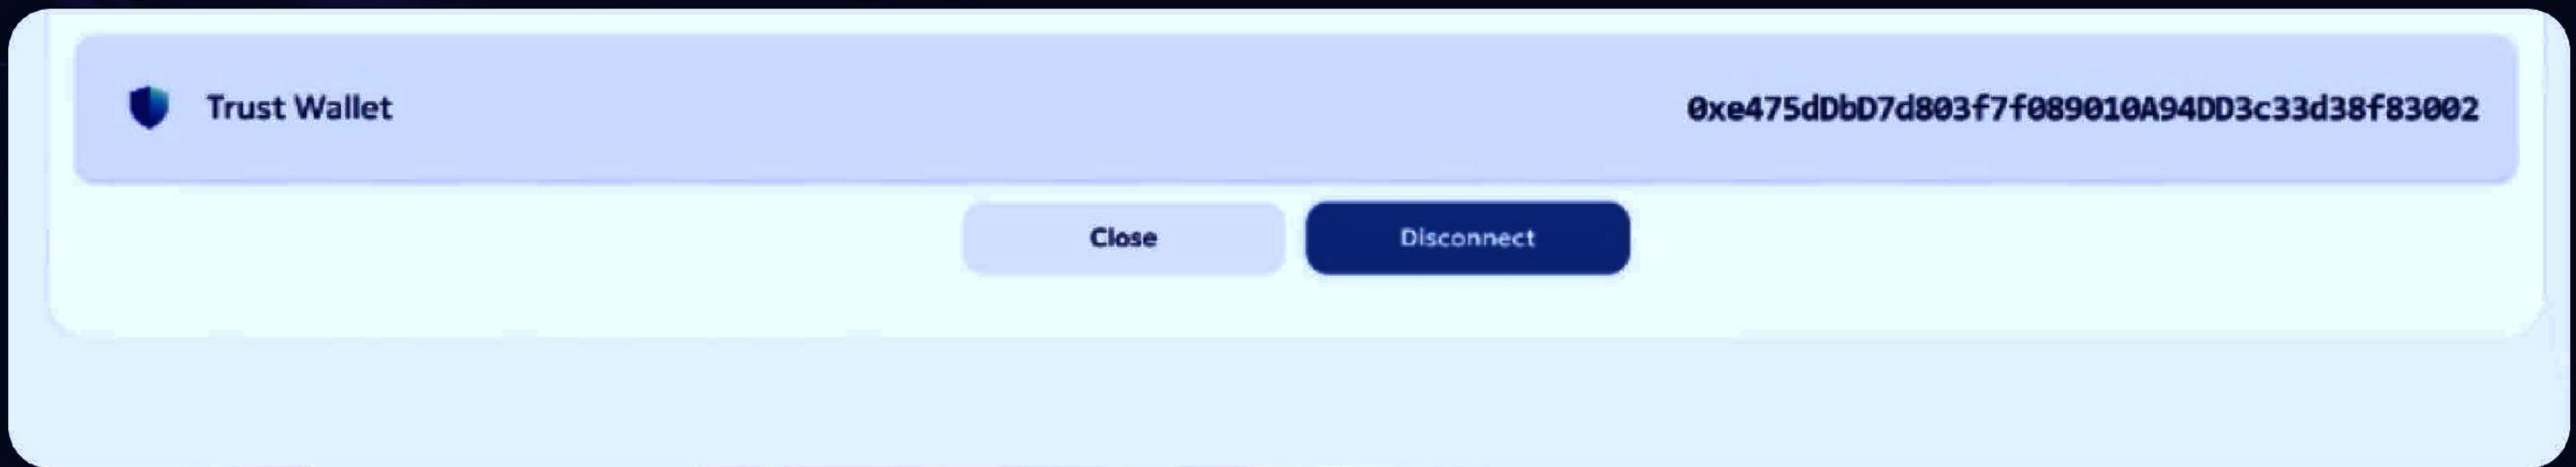 Trust Wallet 0xe475dDbD7d803f7f089010A94DD3c33d38f83002
Close Disconnect